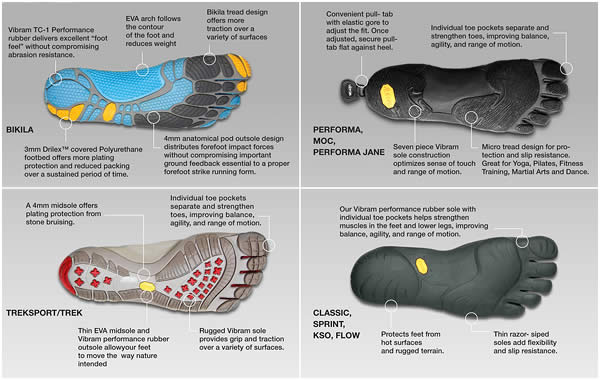 Vibram TC-1 Performance
rubber delivers excellent “foot
feel” without compromising
abrasion resistance.
EVA arch follows
the contour
of the foot
and reduces weight
Bikila tread design
offers more
traction over a
variety of surfaces
BIKILA
3mm Drilex™ covered Polyurethane
footbed offers more plating
protection and reduced packing
over a sustained period of time.
4mm anatomical pod outsole design
distributes forefoot impact forces
without compromising important
ground feedback essential to a proper
forefoot strike running form.
Convenient pull- tab
with elastic gore to
adjust the fit. Once
adjusted, secure pull-
tab flat against heel.
Individual toe pockets separate and
strengthen toes, improving balance,
agility, and range of motion.
PERFORMA,
MOC,
PERFORMA JANE
Seven piece Vibram
sole construction
optimizes sense of touch
and range of motion.
Micro tread design for pro-
tection and slip resistance.
Great for Yoga, Pilates, Fitness
Training, Martial Arts and Dance.
A 4mm midsole offers
plating protection from
stone bruising.
Individual toe pockets
separate and strengthen
toes, improving balance,
agility, and range of motion.
TREKSPORT/TREK
Thin EVA midsole and
Vibram performance rubber
outsole allowyour feet
to move the way nature
intended
Rugged Vibram sole
provides grip and traction
over a variety of surfaces.
Our Vibram performance rubber sole with
individual toe pockets helps strengthen
muscles in the feet and lower legs, improving
balance, agility, and range of motion.
CLASSIC,
SPRINT,
KSO, FLOW
Protects feet from
hot surfaces
and rugged terrain.
Thin razor- siped
soles add flexibility
and slip resistance.